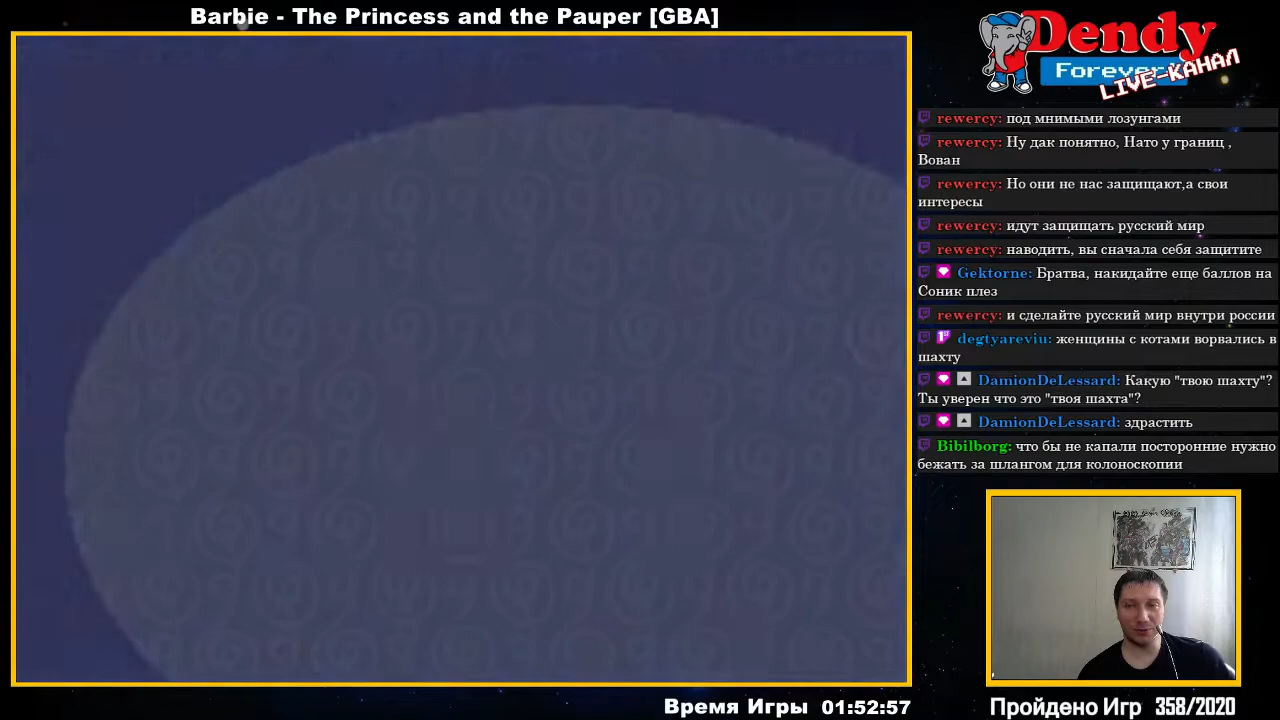 Barbie - The Princess and the Pauper [GBA]
Dendy
Forever!
LIVE-КАНАЛ
rewercy: под мнимыми лозунгами
rewercy: Ну дак понятно, Нато у границ ,
Вован
rewercy: Но они не нас защищают,а свои
интересы
rewercy: идут защищать русский мир
rewercy: наводить, вы сначала себя защитите
Gektorne: Братва, накидайте еще баллов на
Соник плез
rewercy: и сделайте русский мир внутри россии
degtyareviu: женщины с котами ворвались в
шахту
DamionDeLessard: Какую "твою шахту"?
Ты уверен что это "твоя шахта"?
DamionDeLessard: здрастить
Bibilborg: что бы не капали посторонние нужно
бежать за шлангом для колоноскопии
Время Игры 01:52:57
Пройдено Игр 358/2020